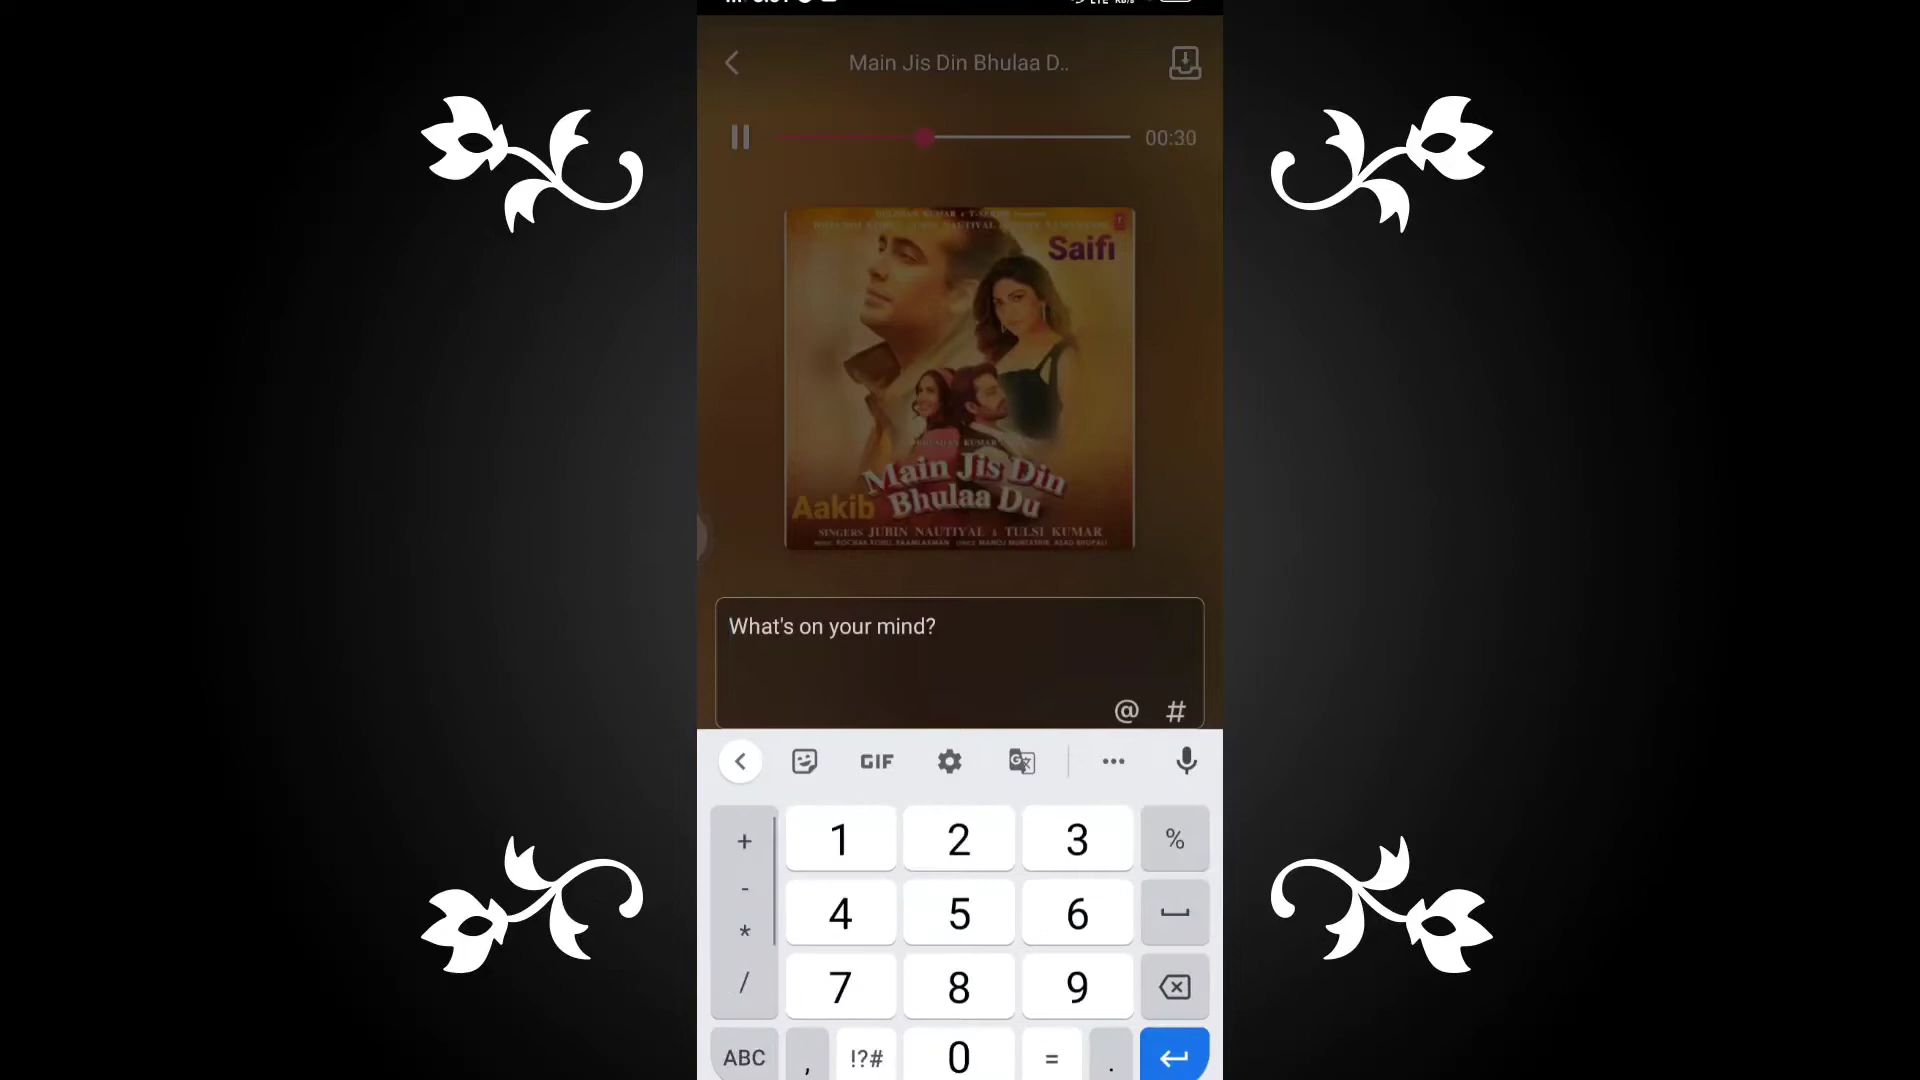 Main Jis Din Bhulaa D..
00:30
Saifi
Main Jis Din
Bhulaa Du
Aakib
SINGERS JUBIN NAUTIYAL & TULSI KUMAR
What's on your mind?
@ #
GIF
+ 1 2 3 %
- 4 5 6
*
/ 7 8 9
ABC , !?# 0 = .